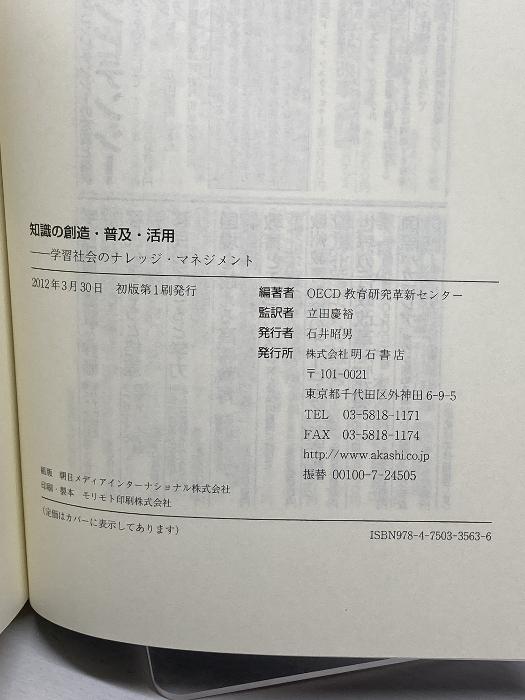 知識の創造・普及・活用
──学習社会のナレッジ・マネジメント
2012年3月30日　初版第1刷発行
編著者　OECD教育研究革新センター
監訳者　立田慶裕
発行者　石井昭男
発行所　株式会社 明石書店
〒101-0021
東京都千代田区外神田6-9-5
TEL　03-5818-1171
FAX　03-5818-1174
http://www.akashi.co.jp
振替　00100-7-24505
組版　朝日メディアインターナショナル株式会社
印刷・製本　モリモト印刷株式会社
（定価はカバーに表示してあります）
ISBN978-4-7503-3563-6